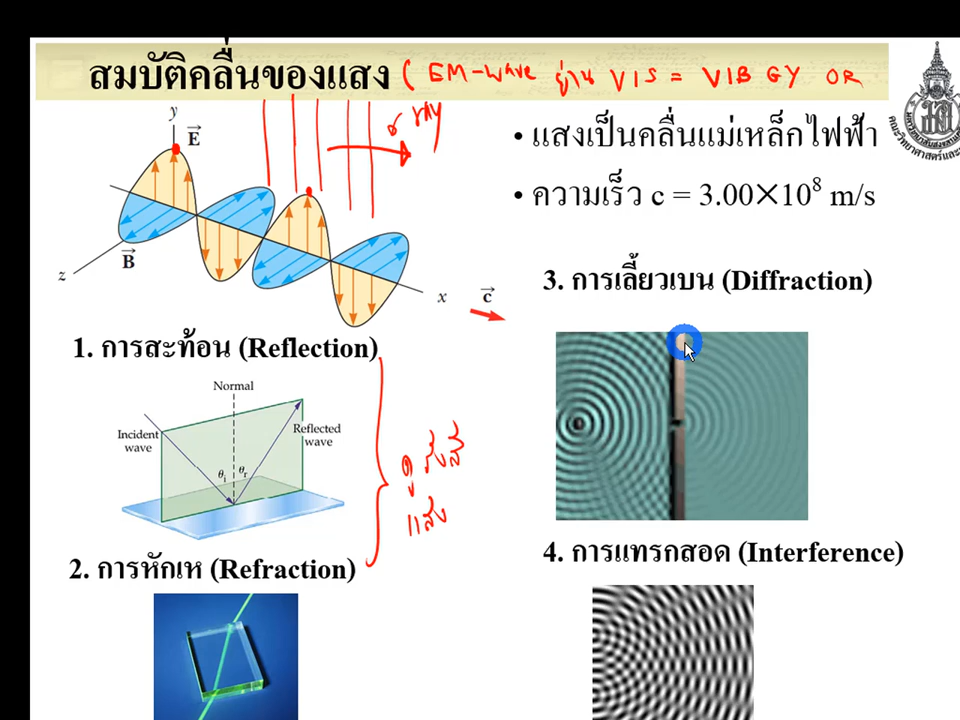 สมบัติคลื่นของแสง ( EM-wave ย่าน VIS = VIB GY OR
ray
y
E
B
z
x
c
• แสงเป็นคลื่นแม่เหล็กไฟฟ้า
• ความเร็ว c = 3.00×10⁸ m/s
1. การสะท้อน (Reflection)
Normal
Incident
wave
Reflected
wave
θi
θr
แสง
2. การหักเห (Refraction)
3. การเลี้ยวเบน (Diffraction)
4. การแทรกสอด (Interference)